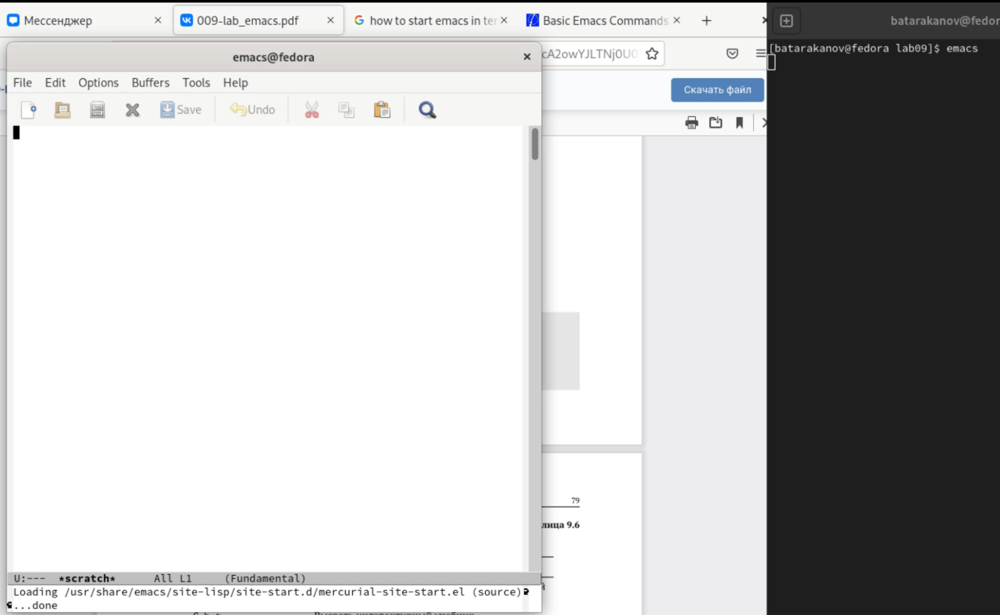 Мессенджер
009-lab_emacs.pdf
how to start emacs in ter
Basic Emacs Commands
batarakanov@fedor
emacs@fedora
cA2owYJLTNj0U0
[batarakanov@fedora lab09]$ emacs
File Edit Options Buffers Tools Help
Скачать файл
Save
Undo
79
лица 9.6
U:--- *scratch* All L1 (Fundamental)
Loading /usr/share/emacs/site-lisp/site-start.d/mercurial-site-start.el (source)
...done